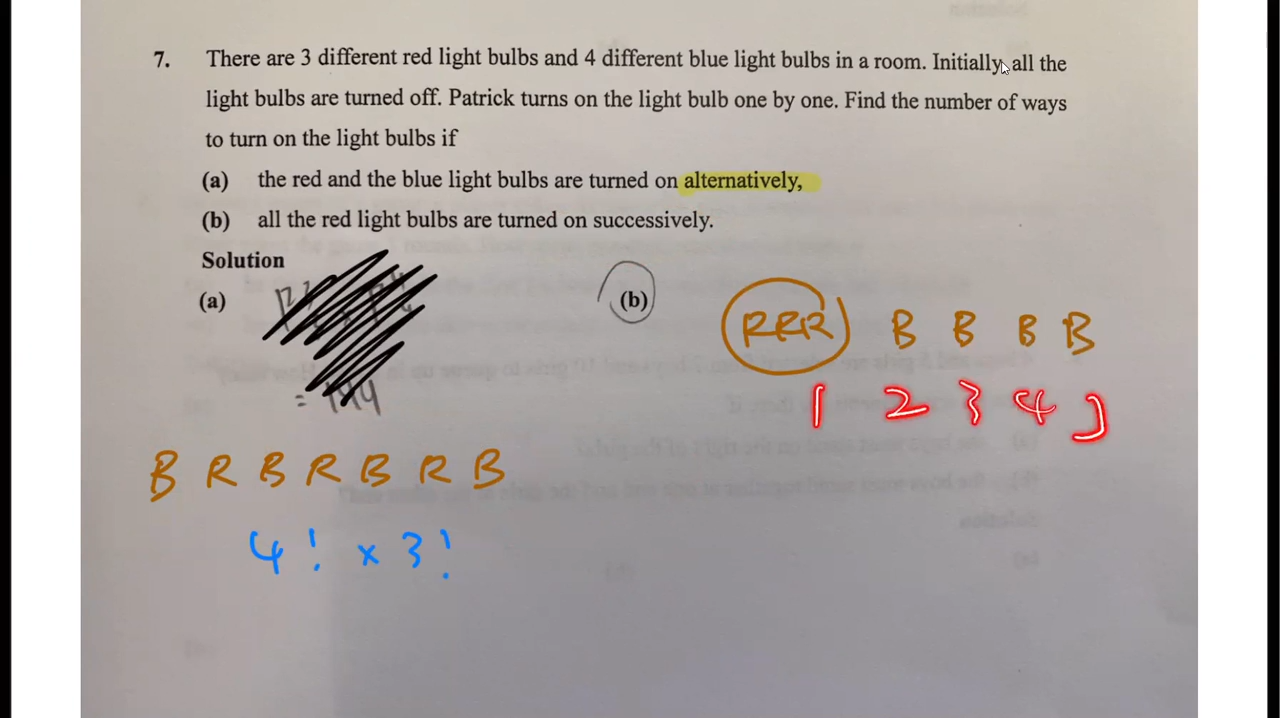 7. There are 3 different red light bulbs and 4 different blue light bulbs in a room. Initially, all the
light bulbs are turned off. Patrick turns on the light bulb one by one. Find the number of ways
to turn on the light bulbs if
(a) the red and the blue light bulbs are turned on alternatively,
(b) all the red light bulbs are turned on successively.
Solution
(a)
= 144
B R B R B R B
4! x 3!
(b)
RRR B B B B
1 2 3 4 5